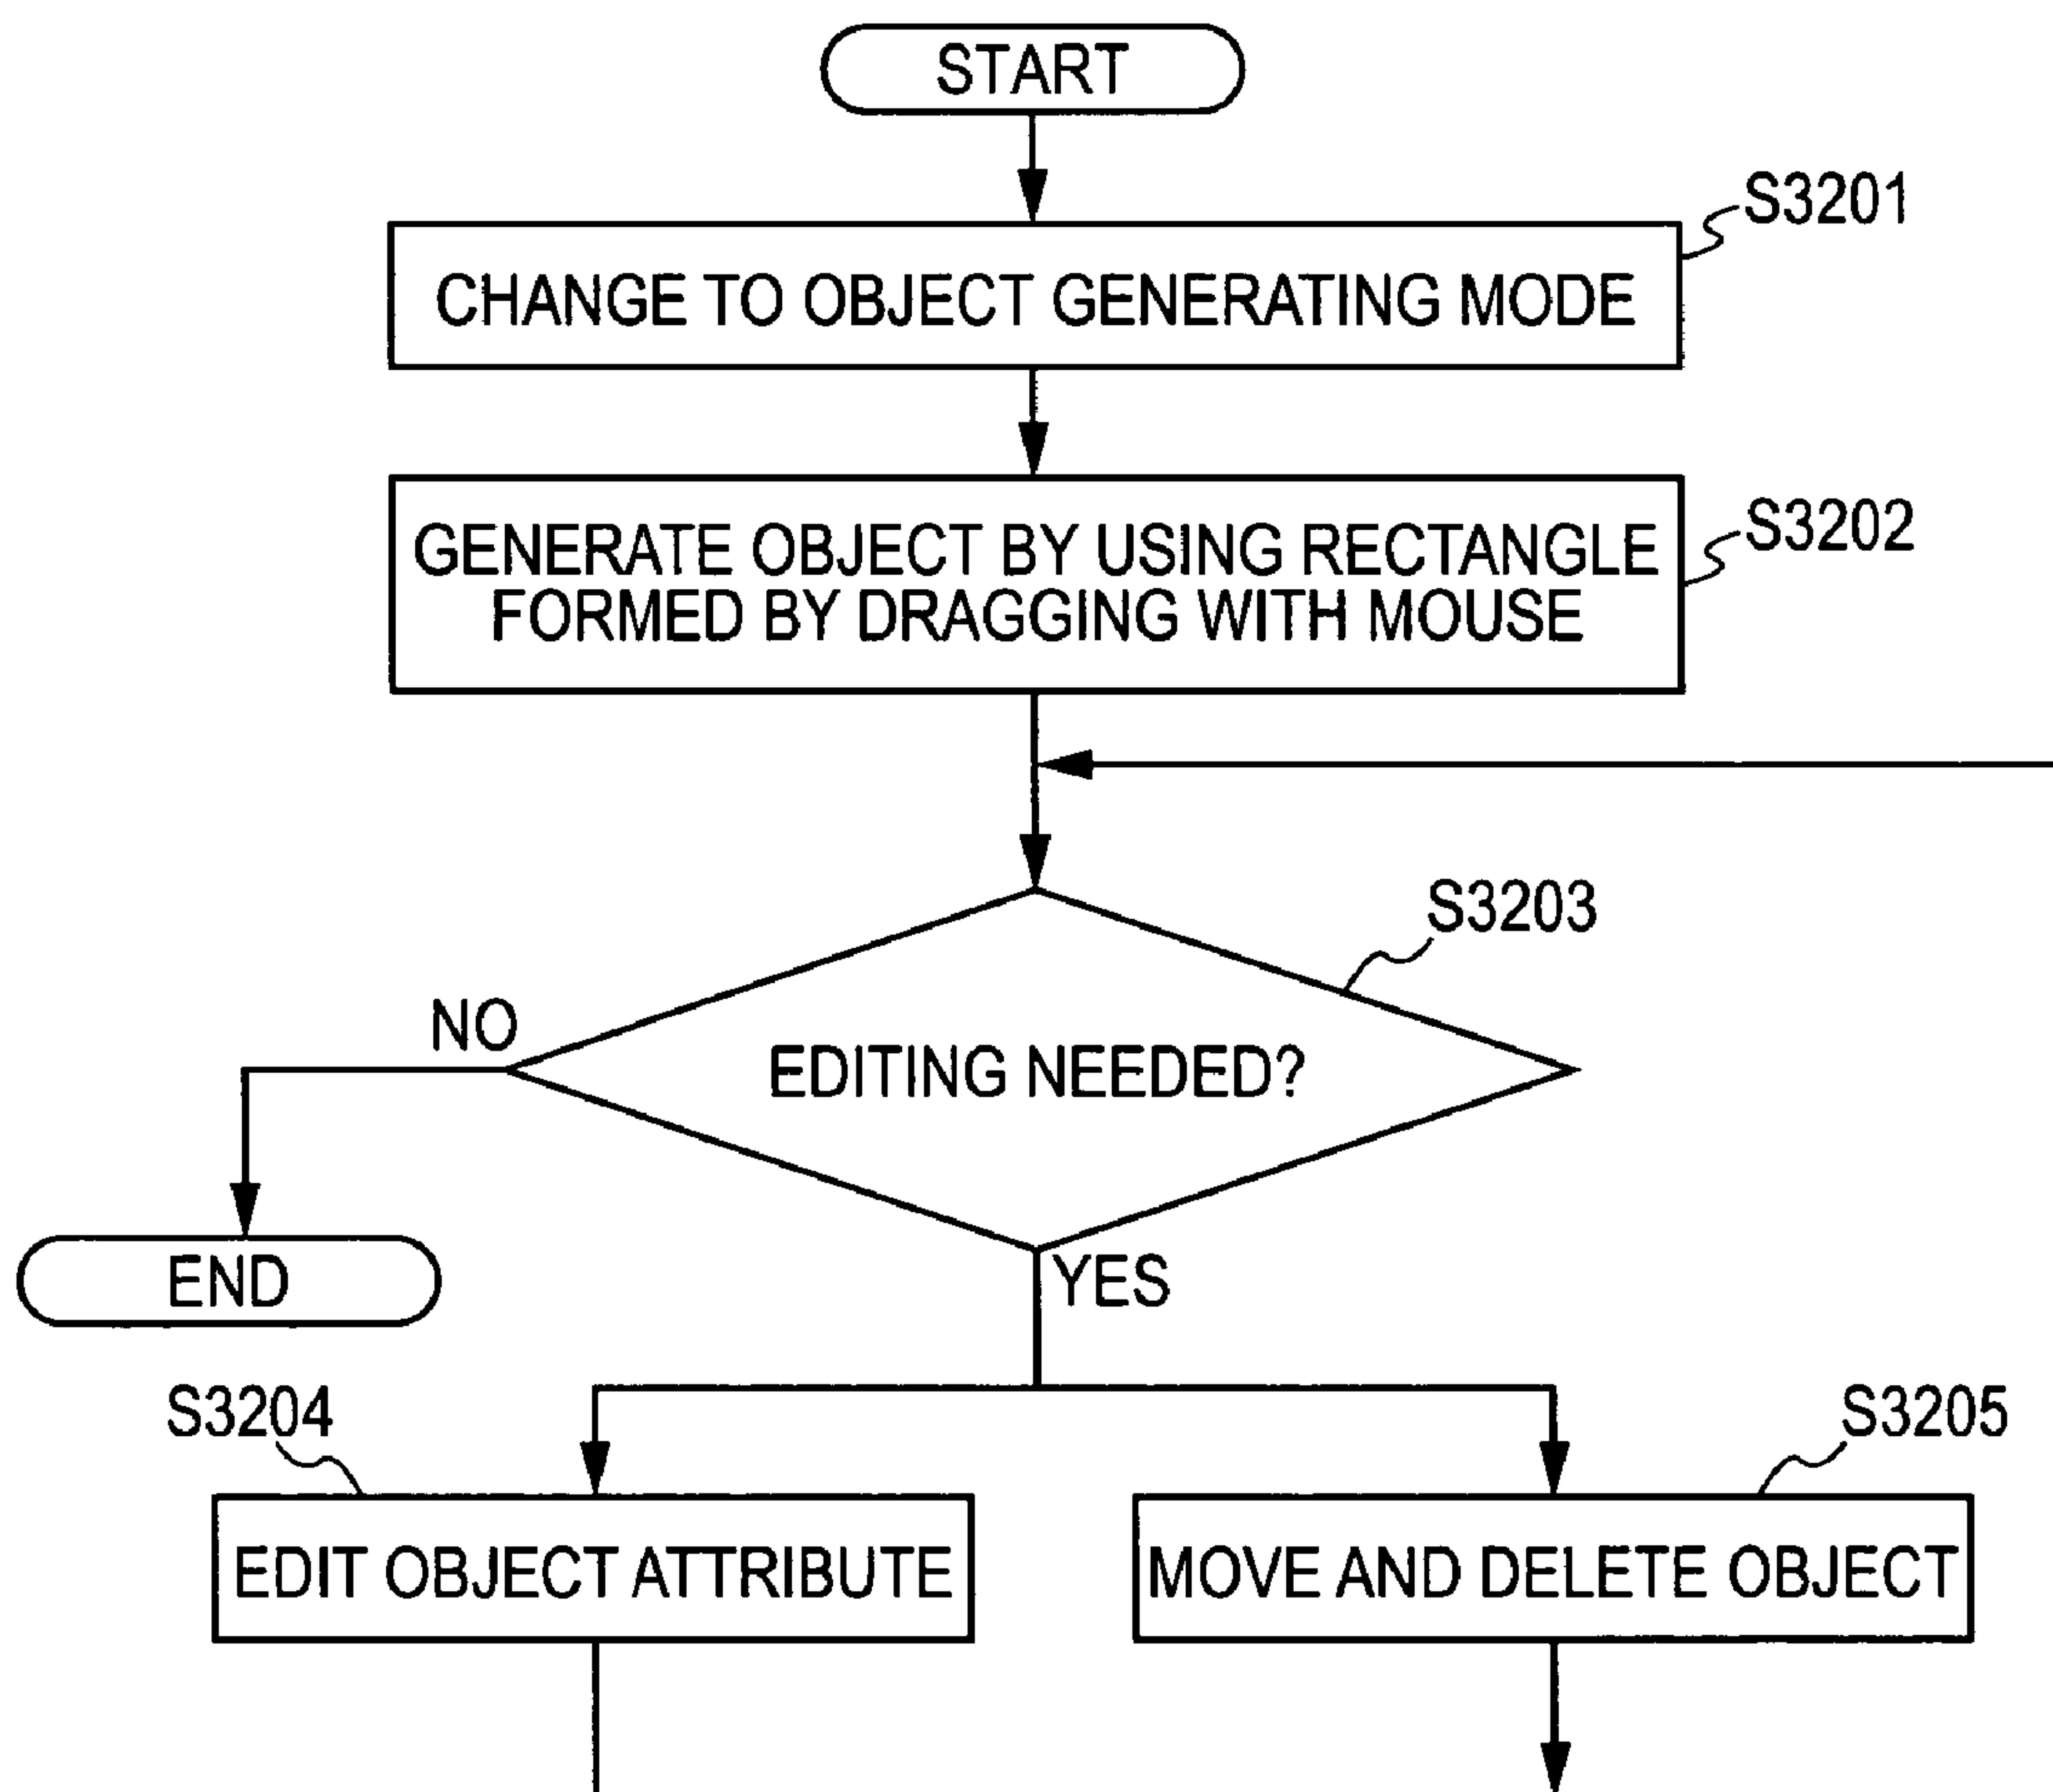 START
S3201
CHANGE TO OBJECT GENERATING MODE
S3202
GENERATE OBJECT BY USING RECTANGLE
FORMED BY DRAGGING WITH MOUSE
S3203
NO
EDITING NEEDED?
END
YES
S3204
S3205
EDIT OBJECT ATTRIBUTE
MOVE AND DELETE OBJECT